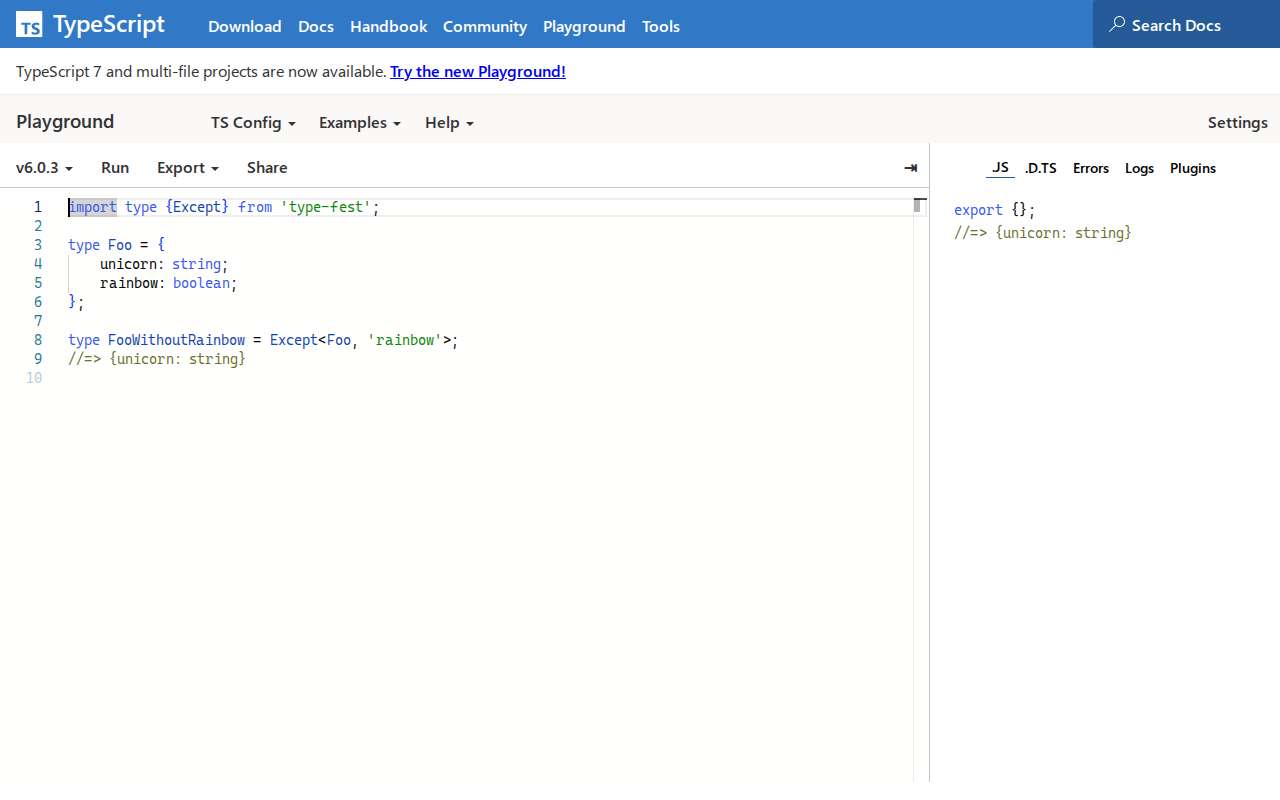 TS TypeScript Download Docs Handbook Community Playground Tools Search Docs
TypeScript 7 and multi-file projects are now available. Try the new Playground!
Playground TS Config Examples Help Settings
v6.0.3 Run Export Share ⇥ .JS .D.TS Errors Logs Plugins
1 import type {Except} from 'type-fest';
2
3 type Foo = {
4     unicorn: string;
5     rainbow: boolean;
6 };
7
8 type FooWithoutRainbow = Except<Foo, 'rainbow'>;
9 //=> {unicorn: string}
10
export {};
//=> {unicorn: string}